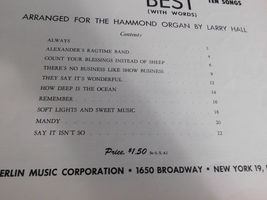 BEST
TEN SONGS
(WITH WORDS)
ARRANGED FOR THE HAMMOND ORGAN BY LARRY HALL
Contents
ALWAYS
ALEXANDER'S RAGTIME BAND
COUNT YOUR BLESSINGS INSTEAD OF SHEEP
THERE'S NO BUSINESS LIKE SHOW BUSINESS
THEY SAY IT'S WONDERFUL
HOW DEEP IS THE OCEAN
REMEMBER
SOFT LIGHTS AND SWEET MUSIC
MANDY
SAY IT ISN'T SO
Price, $1.50
ERLIN MUSIC CORPORATION • 1650 BROADWAY • NEW YORK 19,